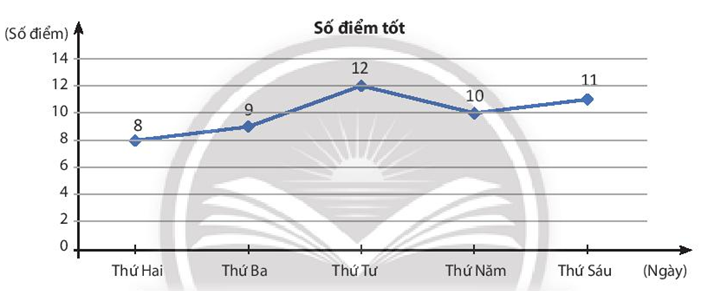 Số điểm tốt
(Số điểm)
14
12
10
8
6
4
2
0
8
9
12
10
11
Thứ Hai
Thứ Ba
Thứ Tư
Thứ Năm
Thứ Sáu
(Ngày)